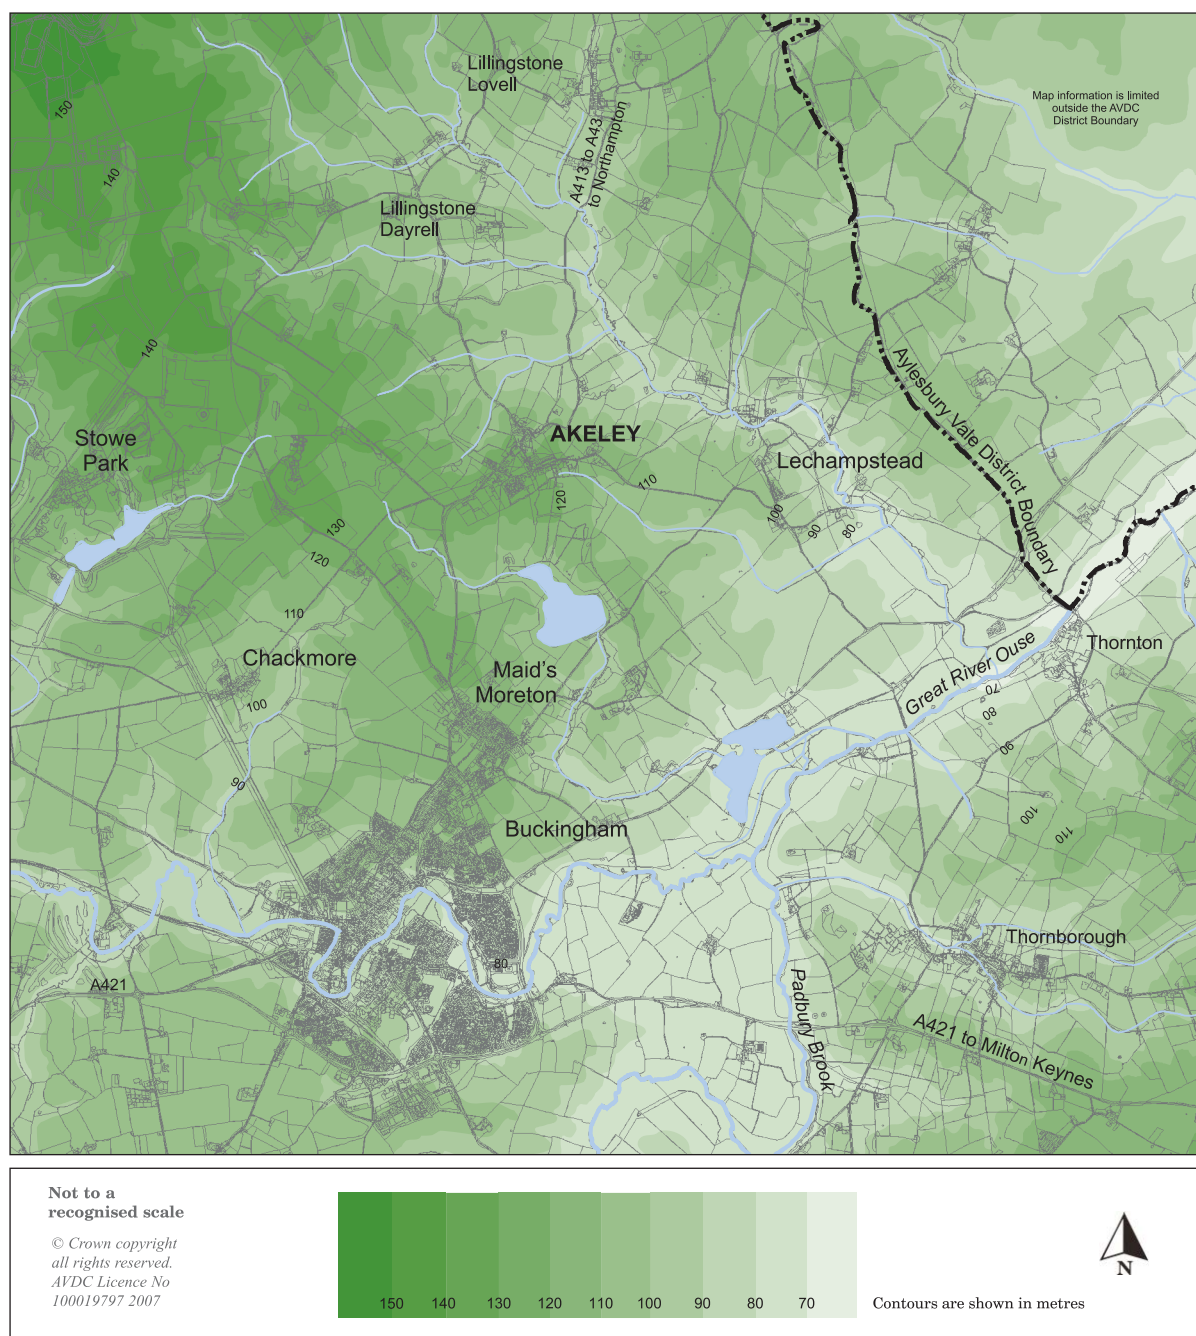 Lillingstone
Lovell
Map information is limited
outside the AVDC
District Boundary
150
A413 to A43
to Northampton
140
Lillingstone
Dayrell
140
Aylesbury Vale District Boundary
Stowe
Park
AKELEY
Lechampstead
110
120
100
90
80
130
120
110
Chackmore
Maid's
Moreton
Great River Ouse
Thornton
70
80
90
100
90
100
110
Buckingham
Thornborough
80
A421
Padbury Brook
A421 to Milton Keynes
Not to a
recognised scale
© Crown copyright
all rights reserved.
AVDC Licence No
100019797 2007
150 140 130 120 110 100 90 80 70
Contours are shown in metres
N